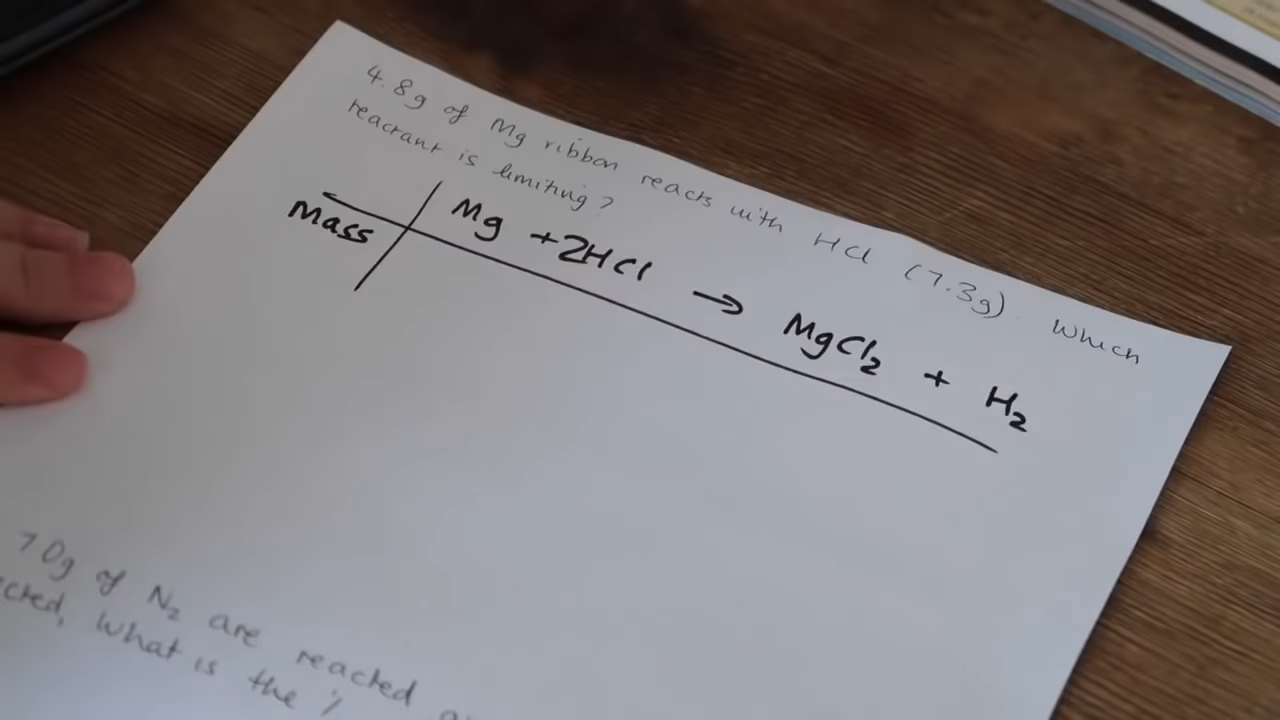 4.8g of Mg ribbon reacts with HCl (7.3g). Which
reactant is limiting?
Mg + 2HCl → MgCl₂ + H₂
Mass
70g of N₂ are reacted
What is the %